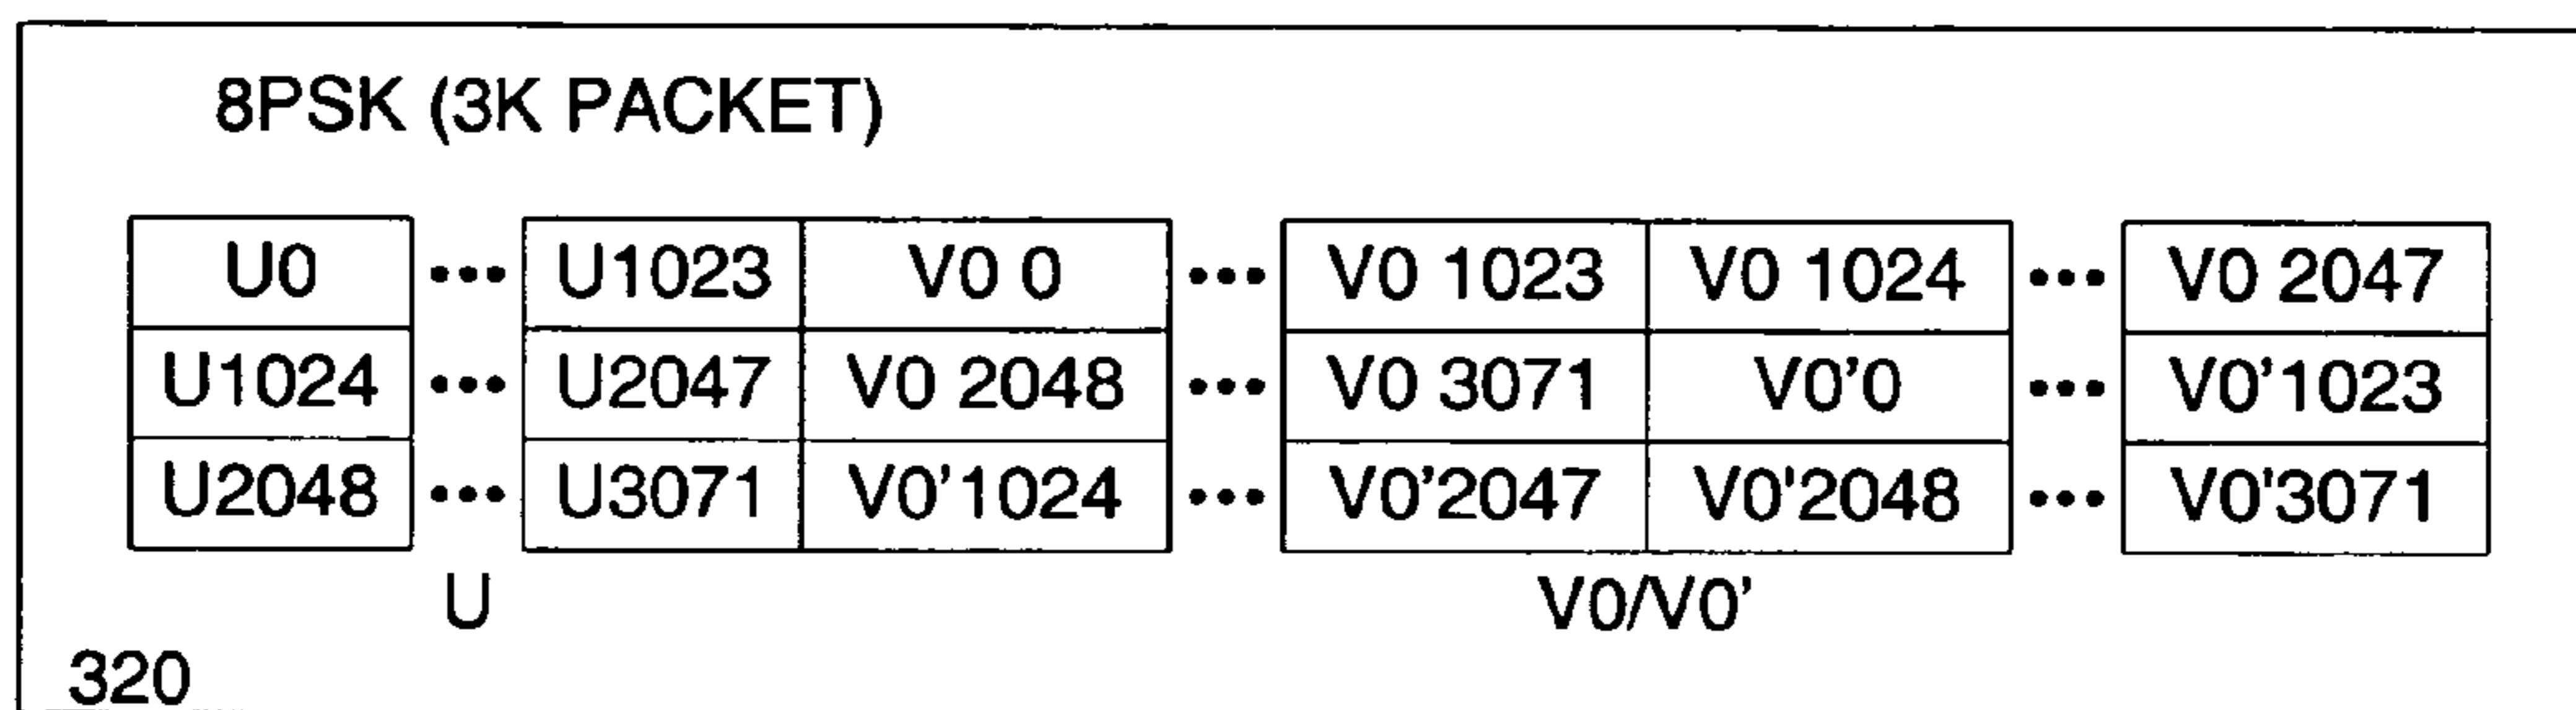 8PSK (3K PACKET)
U0 ••• U1023 V0 0 ••• V0 1023 V0 1024 ••• V0 2047
U1024 ••• U2047 V0 2048 ••• V0 3071 V0'0 ••• V0'1023
U2048 ••• U3071 V0'1024 ••• V0'2047 V0'2048 ••• V0'3071
U V0/V0'
320